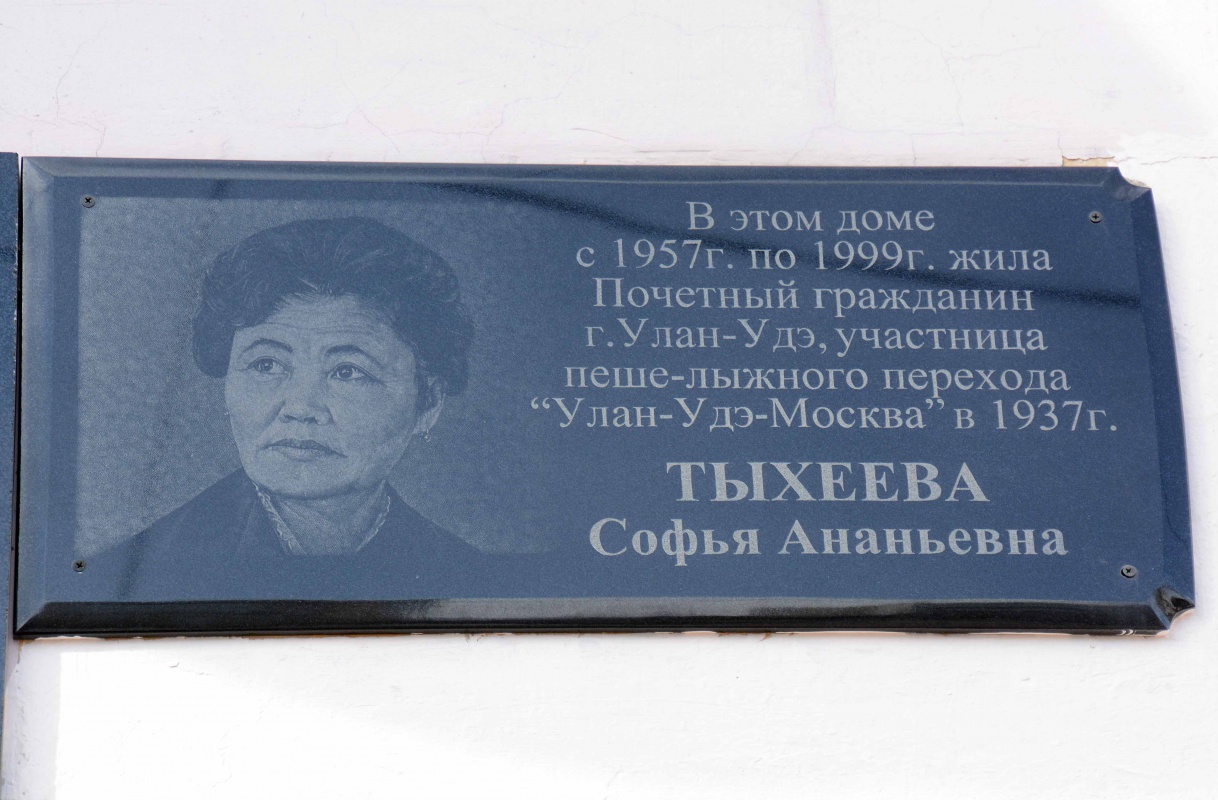 В этом доме
с 1957г. по 1999г. жила
Почетный гражданин
г.Улан-Удэ, участница
пеше-лыжного перехода
“Улан-Удэ-Москва” в 1937г.
ТЫХЕЕВА
Софья Ананьевна